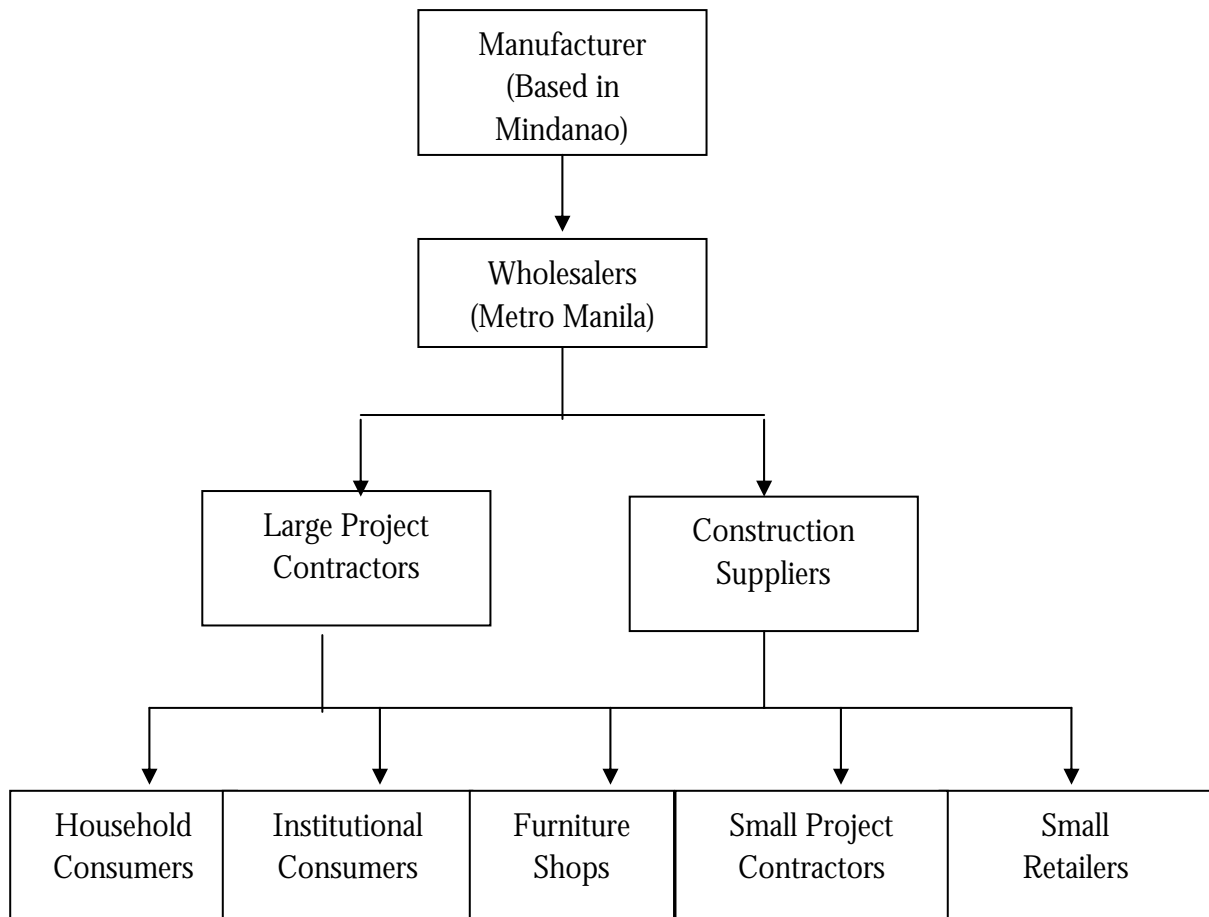 Manufacturer
(Based in
Mindanao)
Wholesalers
(Metro Manila)
Large Project
Contractors
Construction
Suppliers
Household
Consumers
Institutional
Consumers
Furniture
Shops
Small Project
Contractors
Small
Retailers